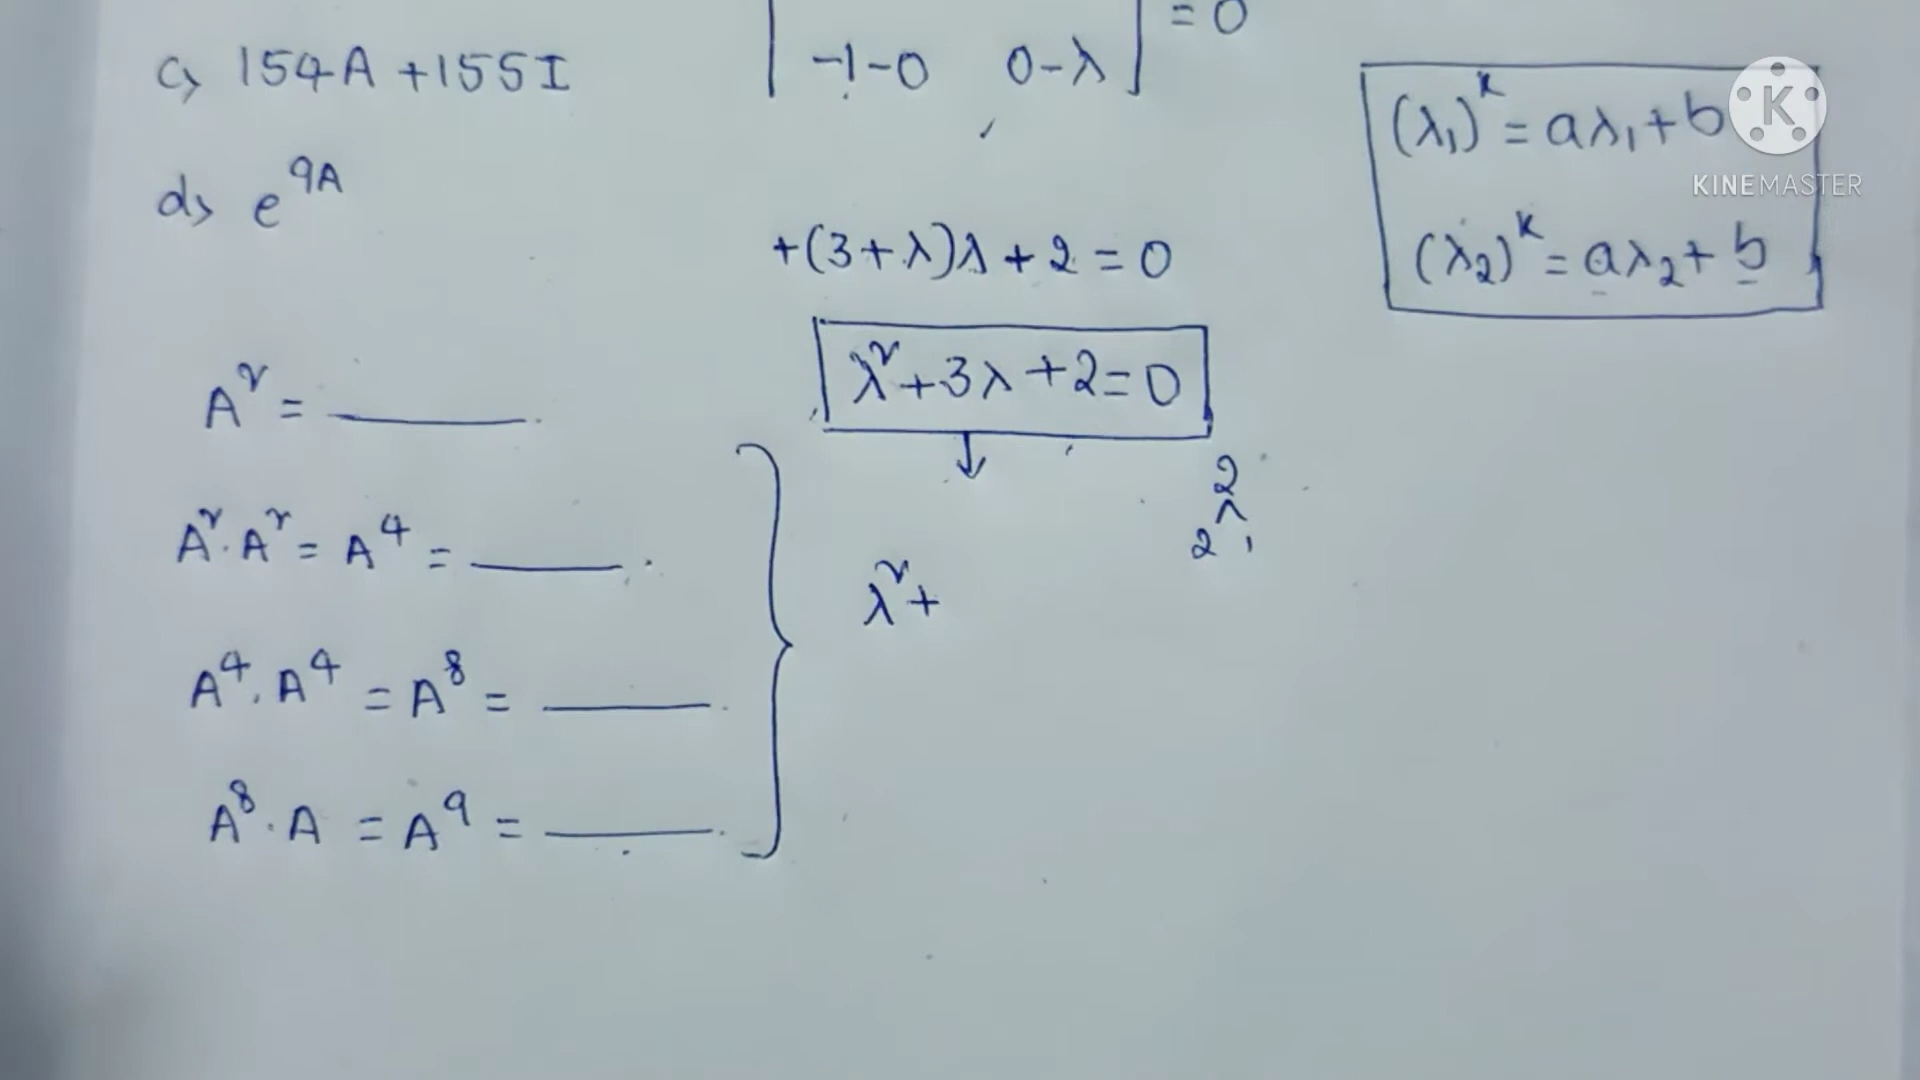 c) 154A + 155I
d) e^9A
A² = ______.
A².A² = A⁴ = ______.
A⁴.A⁴ = A⁸ = ______.
A⁸.A = A⁹ = ______.
= 0
-1-0 0-λ
+(3+λ)λ + 2 = 0
λ²+3λ+2=0
λ²+
(λ₁)^k = aλ₁+b
(λ₂)^k = aλ₂+b
K
KINEMASTER